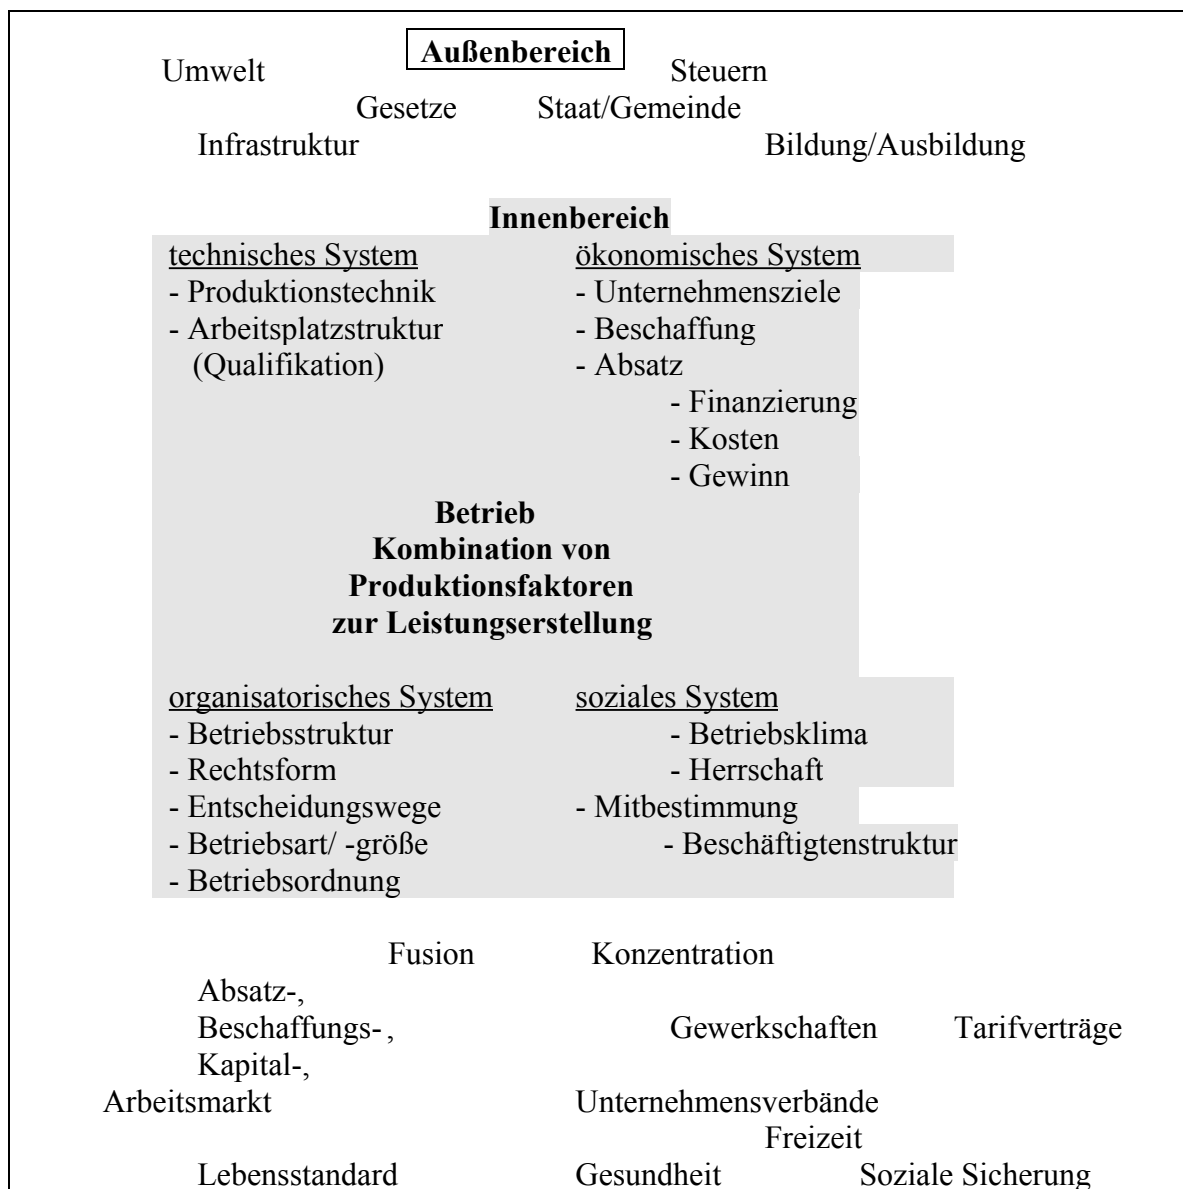 Außenbereich
Umwelt Steuern
Gesetze Staat/Gemeinde
Infrastruktur Bildung/Ausbildung
Innenbereich
technisches System ökonomisches System
- Produktionstechnik - Unternehmensziele
- Arbeitsplatzstruktur - Beschaffung
(Qualifikation) - Absatz
- Finanzierung
- Kosten
- Gewinn
Betrieb
Kombination von
Produktionsfaktoren
zur Leistungserstellung
organisatorisches System soziales System
- Betriebsstruktur - Betriebsklima
- Rechtsform - Herrschaft
- Entscheidungswege - Mitbestimmung
- Betriebsart/ -größe - Beschäftigtenstruktur
- Betriebsordnung
Fusion Konzentration
Absatz-,
Beschaffungs- , Gewerkschaften Tarifverträge
Kapital-,
Arbeitsmarkt Unternehmensverbände
Freizeit
Lebensstandard Gesundheit Soziale Sicherung